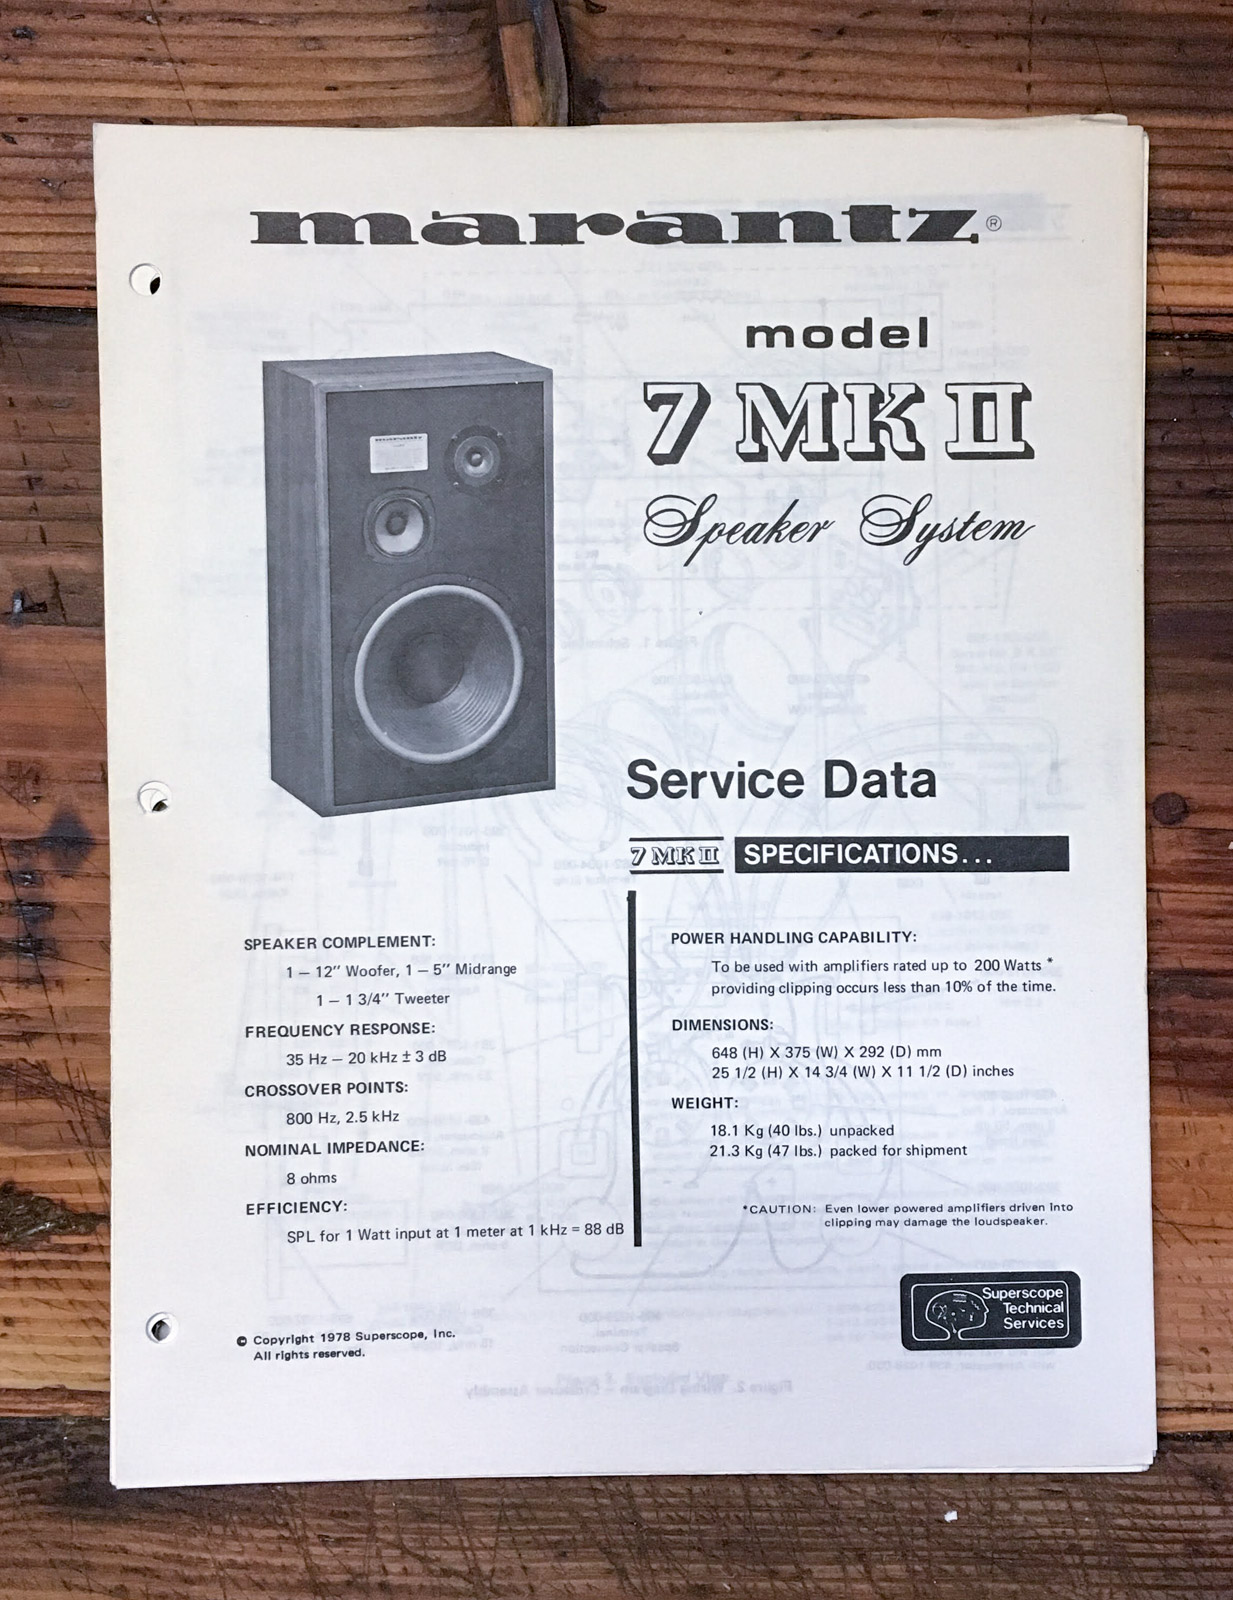 marantz®
model
7 MK II
Speaker System
marantz
Service Data
7 MK II SPECIFICATIONS...
SPEAKER COMPLEMENT:
1 – 12" Woofer, 1 – 5" Midrange
1 – 1 3/4" Tweeter
FREQUENCY RESPONSE:
35 Hz – 20 kHz ± 3 dB
CROSSOVER POINTS:
800 Hz, 2.5 kHz
NOMINAL IMPEDANCE:
8 ohms
EFFICIENCY:
SPL for 1 Watt input at 1 meter at 1 kHz = 88 dB
POWER HANDLING CAPABILITY:
To be used with amplifiers rated up to 200 Watts *
providing clipping occurs less than 10% of the time.
DIMENSIONS:
648 (H) X 375 (W) X 292 (D) mm
25 1/2 (H) X 14 3/4 (W) X 11 1/2 (D) inches
WEIGHT:
18.1 Kg (40 lbs.) unpacked
21.3 Kg (47 lbs.) packed for shipment
*CAUTION: Even lower powered amplifiers driven into
clipping may damage the loudspeaker.
Superscope
Technical
Services
© Copyright 1978 Superscope, Inc.
All rights reserved.